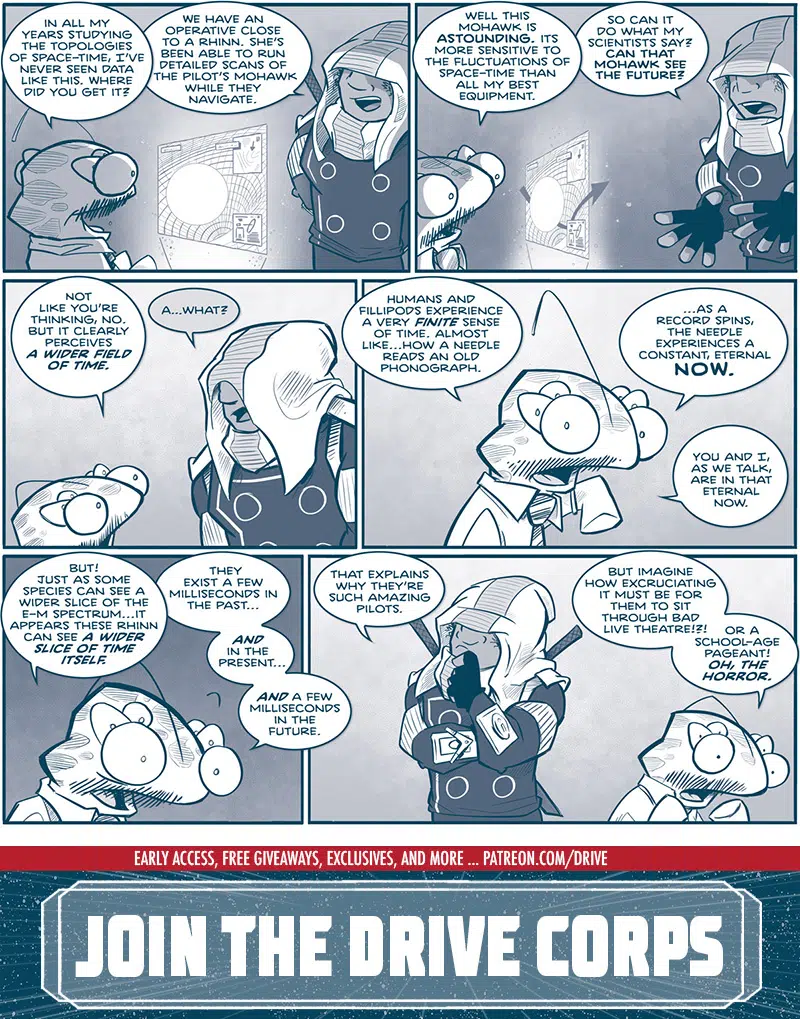 IN ALL MY
YEARS STUDYING
THE TOPOLOGIES
OF SPACE-TIME, I'VE
NEVER SEEN DATA
LIKE THIS. WHERE
DID YOU GET IT?
WE HAVE AN
OPERATIVE CLOSE
TO A RHINN. SHE'S
BEEN ABLE TO RUN
DETAILED SCANS OF
THE PILOT'S MOHAWK
WHILE THEY
NAVIGATE.
WELL THIS
MOHAWK IS
ASTOUNDING. ITS
MORE SENSITIVE TO
THE FLUCTUATIONS OF
SPACE-TIME THAN
ALL MY BEST
EQUIPMENT.
SO CAN IT
DO WHAT MY
SCIENTISTS SAY?
CAN THAT
MOHAWK SEE
THE FUTURE?
NOT
LIKE YOU'RE
THINKING, NO.
BUT IT CLEARLY
PERCEIVES
A WIDER FIELD
OF TIME.
A...WHAT?
HUMANS AND
FILLIPODS EXPERIENCE
A VERY FINITE SENSE
OF TIME. ALMOST
LIKE...HOW A NEEDLE
READS AN OLD
PHONOGRAPH.
...AS A
RECORD SPINS,
THE NEEDLE
EXPERIENCES A
CONSTANT, ETERNAL
NOW.
YOU AND I,
AS WE TALK,
ARE IN THAT
ETERNAL
NOW.
BUT!
JUST AS SOME
SPECIES CAN SEE A
WIDER SLICE OF THE
E-M SPECTRUM...IT
APPEARS THESE RHINN
CAN SEE A WIDER
SLICE OF TIME
ITSELF.
THEY
EXIST A FEW
MILLISECONDS IN
THE PAST...
AND
IN THE
PRESENT...
AND A FEW
MILLISECONDS
IN THE
FUTURE.
THAT EXPLAINS
WHY THEY'RE
SUCH AMAZING
PILOTS.
BUT IMAGINE
HOW EXCRUCIATING
IT MUST BE FOR
THEM TO SIT
THROUGH BAD
LIVE THEATRE!?!
OR A
SCHOOL-AGE
PAGEANT!
OH, THE
HORROR.
EARLY ACCESS, FREE GIVEAWAYS, EXCLUSIVES, AND MORE ... PATREON.COM/DRIVE
JOIN THE DRIVE CORPS